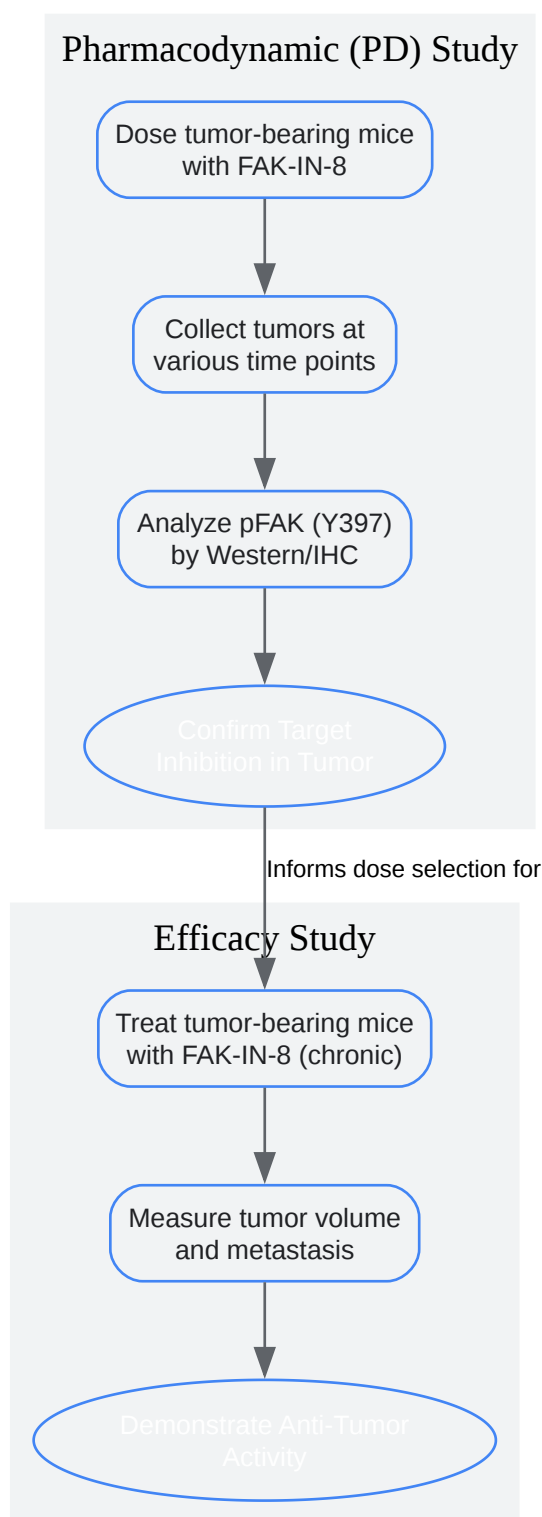 Pharmacodynamic (PD) Study
Dose tumor-bearing mice
with FAK-IN-8
Collect tumors at
various time points
Analyze pFAK (Y397)
by Western/IHC
Confirm Target
Inhibition in Tumor
Informs dose selection for
Efficacy Study
Treat tumor-bearing mice
with FAK-IN-8 (chronic)
Measure tumor volume
and metastasis
Demonstrate Anti-Tumor
Activity